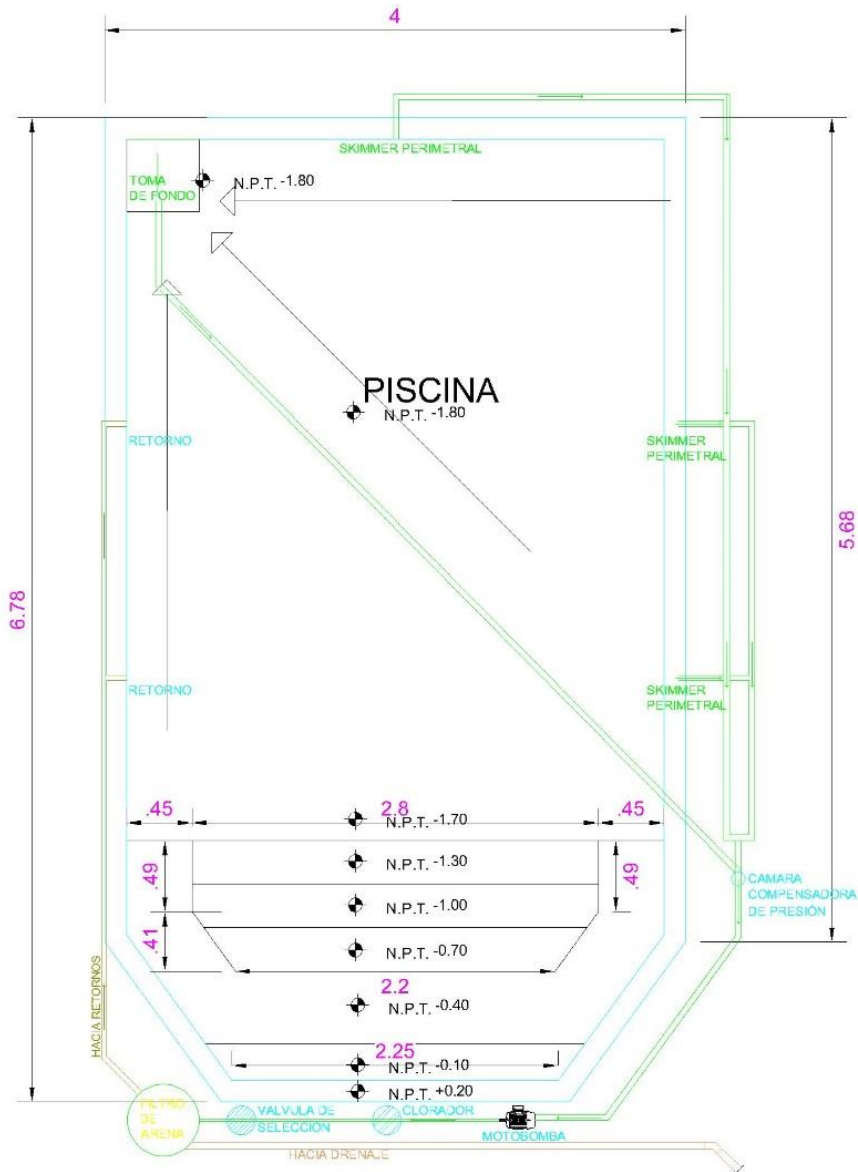 4
SKIMMER PERIMETRAL
TOMA
DE FONDO
N.P.T. -1.80
PISCINA
N.P.T. -1.80
RETORNO
SKIMMER
PERIMETRAL
5.68
6.78
RETORNO
SKIMMER
PERIMETRAL
.45
2.8
.45
N.P.T. -1.70
.49
N.P.T. -1.30
.49
CAMARA
COMPENSADORA
DE PRESIÓN
N.P.T. -1.00
.41
N.P.T. -0.70
2.2
N.P.T. -0.40
HACIA RETORNOS
2.25
N.P.T. -0.10
N.P.T. +0.20
FILTRO
DE
ARENA
VALVULA DE
SELECCIÓN
CLORADOR
MOTOBOMBA
HACIA DRENAJE